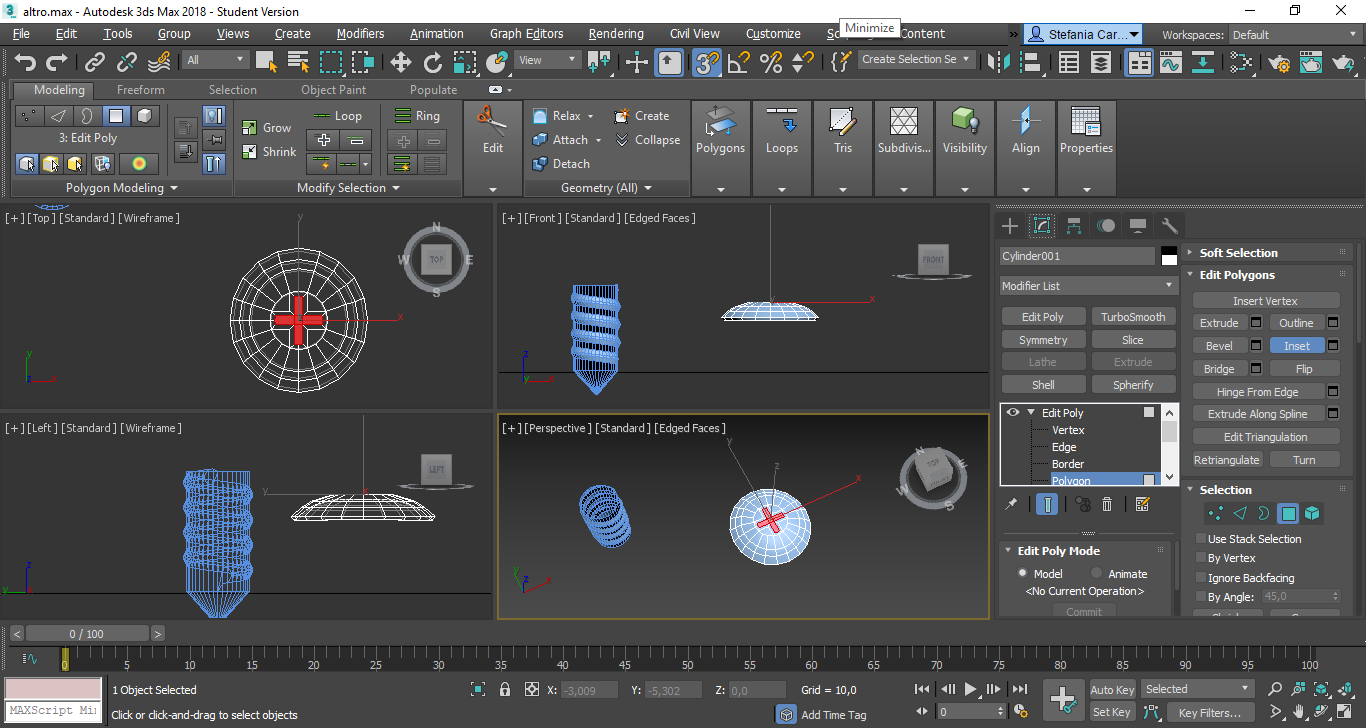 altro.max - Autodesk 3ds Max 2018 - Student Version
Minimize
File Edit Tools Group Views Create Modifiers Animation Graph Editors Rendering Civil View Customize Content » Stefania Car... Workspaces: Default
All View Create Selection Se
Modeling Freeform Selection Object Paint Populate
3: Edit Poly
Polygon Modeling
Grow
Shrink
Loop
Ring
Modify Selection
Edit
Relax Create
Attach Collapse
Detach
Geometry (All)
Polygons Loops Tris Subdivis... Visibility Align Properties
[+] [Top] [Standard] [Wireframe]
N
W TOP E
S
y
x
z
[+] [Front] [Standard] [Edged Faces]
FRONT
[+] [Left] [Standard] [Wireframe]
LEFT
[+] [Perspective] [Standard] [Edged Faces]
TOP
Cylinder001
Modifier List
Edit Poly TurboSmooth
Symmetry Slice
Lathe Extrude
Shell Spherify
Edit Poly
Vertex
Edge
Border
Polygon
Edit Poly Mode
Model Animate
<No Current Operation>
Commit
Soft Selection
Edit Polygons
Insert Vertex
Extrude Outline
Bevel Inset
Bridge Flip
Hinge From Edge
Extrude Along Spline
Edit Triangulation
Retriangulate Turn
Selection
Use Stack Selection
By Vertex
Ignore Backfacing
By Angle: 45,0
< 0 / 100 >
0 5 10 15 20 25 30 35 40 45 50 55 60 65 70 75 80 85 90 95 100
MAXScript Mi
1 Object Selected
Click or click-and-drag to select objects
X: -3,009 Y: -5,302 Z: 0,0 Grid = 10,0
Add Time Tag
0
Auto Key Selected
Set Key Key Filters...